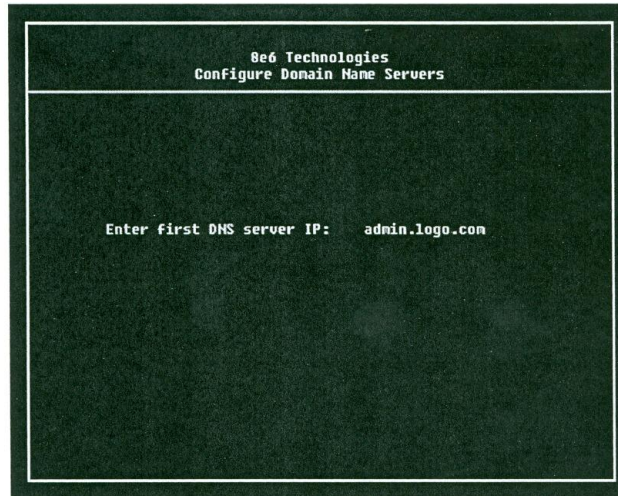 8e6 Technologies
Configure Domain Name Servers
Enter first DNS server IP: admin.logo.com